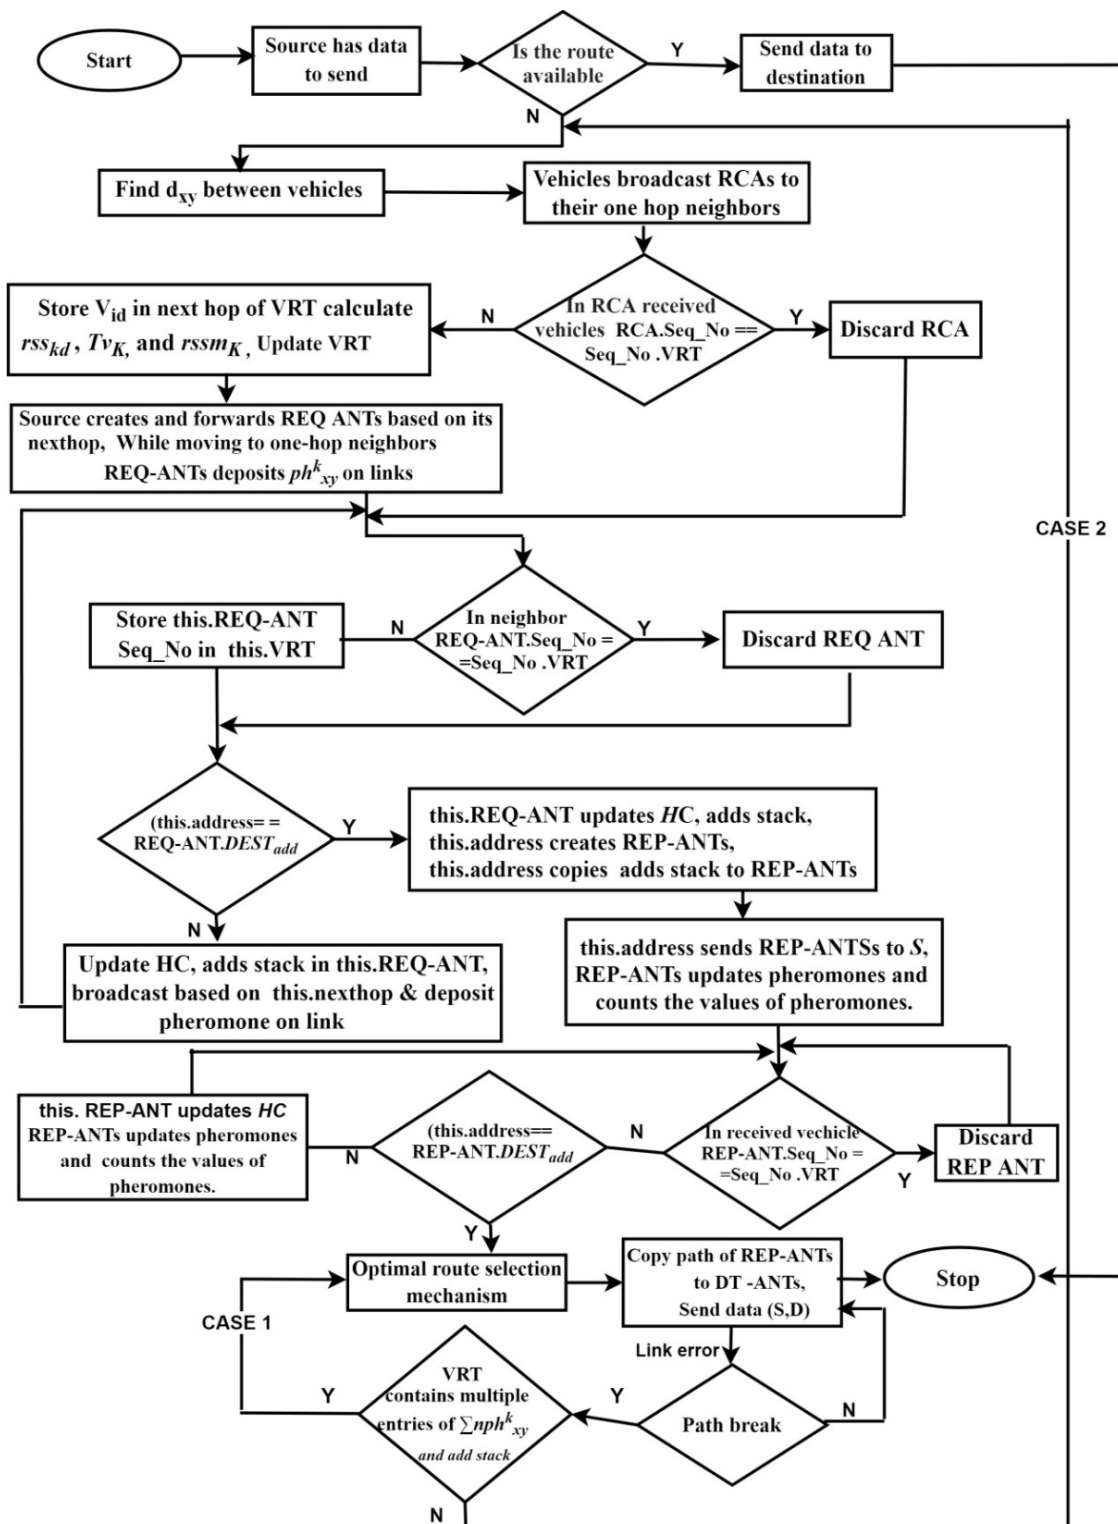 Start
Source has data
to send
Is the route
available
Y
Send data to
destination
N
Find dxy between vehicles
Vehicles broadcast RCAs to
their one hop neighbors
Store Vid in next hop of VRT calculate
rsskd , TvK, and rssmK , Update VRT
N
In RCA received
vehicles RCA.Seq_No ==
Seq_No .VRT
Y
Discard RCA
Source creates and forwards REQ ANTs based on its
nexthop, While moving to one-hop neighbors
REQ-ANTs deposits ph^k_xy on links
CASE 2
Store this.REQ-ANT
Seq_No in this.VRT
N
In neighbor
REQ-ANT.Seq_No =
=Seq_No .VRT
Y
Discard REQ ANT
(this.address= =
REQ-ANT.DESTadd
Y
this.REQ-ANT updates HC, adds stack,
this.address creates REP-ANTs,
this.address copies adds stack to REP-ANTs
N
Update HC, adds stack in this.REQ-ANT,
broadcast based on this.nexthop & deposit
pheromone on link
this.address sends REP-ANTSs to S,
REP-ANTs updates pheromones and
counts the values of pheromones.
this. REP-ANT updates HC
REP-ANTs updates pheromones
and counts the values of
pheromones.
N
(this.address==
REP-ANT.DESTadd
N
In received vechicle
REP-ANT.Seq_No =
=Seq_No .VRT
Y
Discard
REP ANT
Y
Optimal route selection
mechanism
Copy path of REP-ANTs
to DT -ANTs,
Send data (S,D)
Stop
CASE 1
Link error
Y
VRT
contains multiple
entries of ∑nph^k_xy
and add stack
Y
Path break
N
N